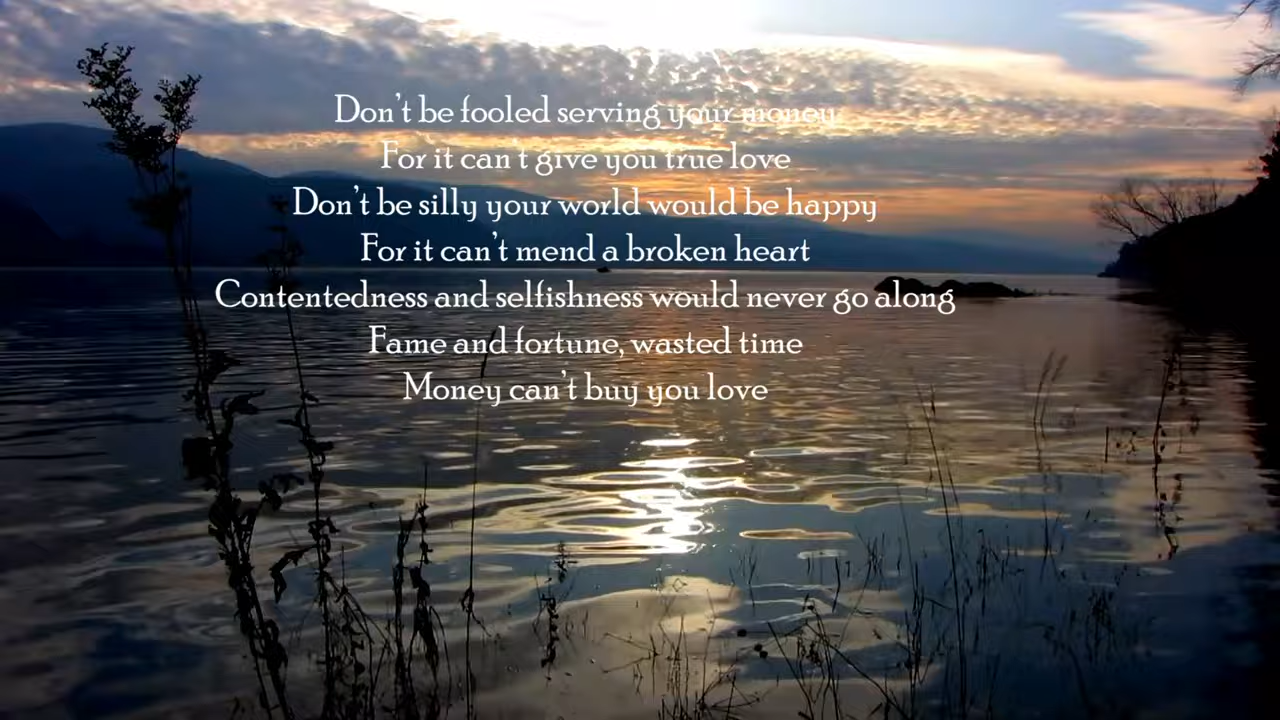 Don't be fooled serving your money
For it can't give you true love
Don't be silly your world would be happy
For it can't mend a broken heart
Contentedness and selfishness would never go along
Fame and fortune, wasted time
Money can't buy you love